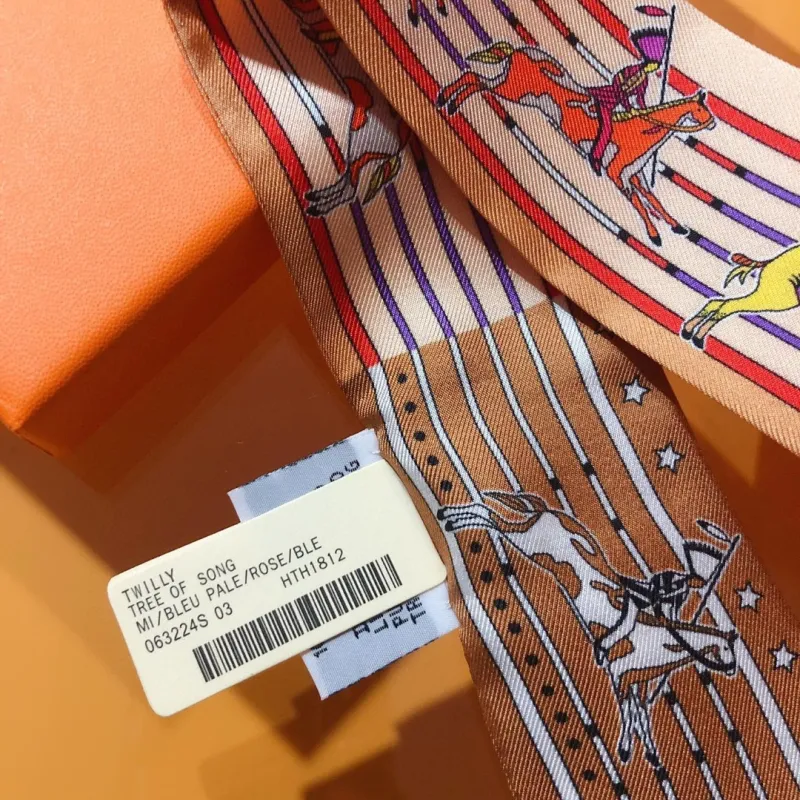 TWILLY
TREE OF SONG
MI/BLEU PALE/ROSE/BLE
063224S 03 HTH1812